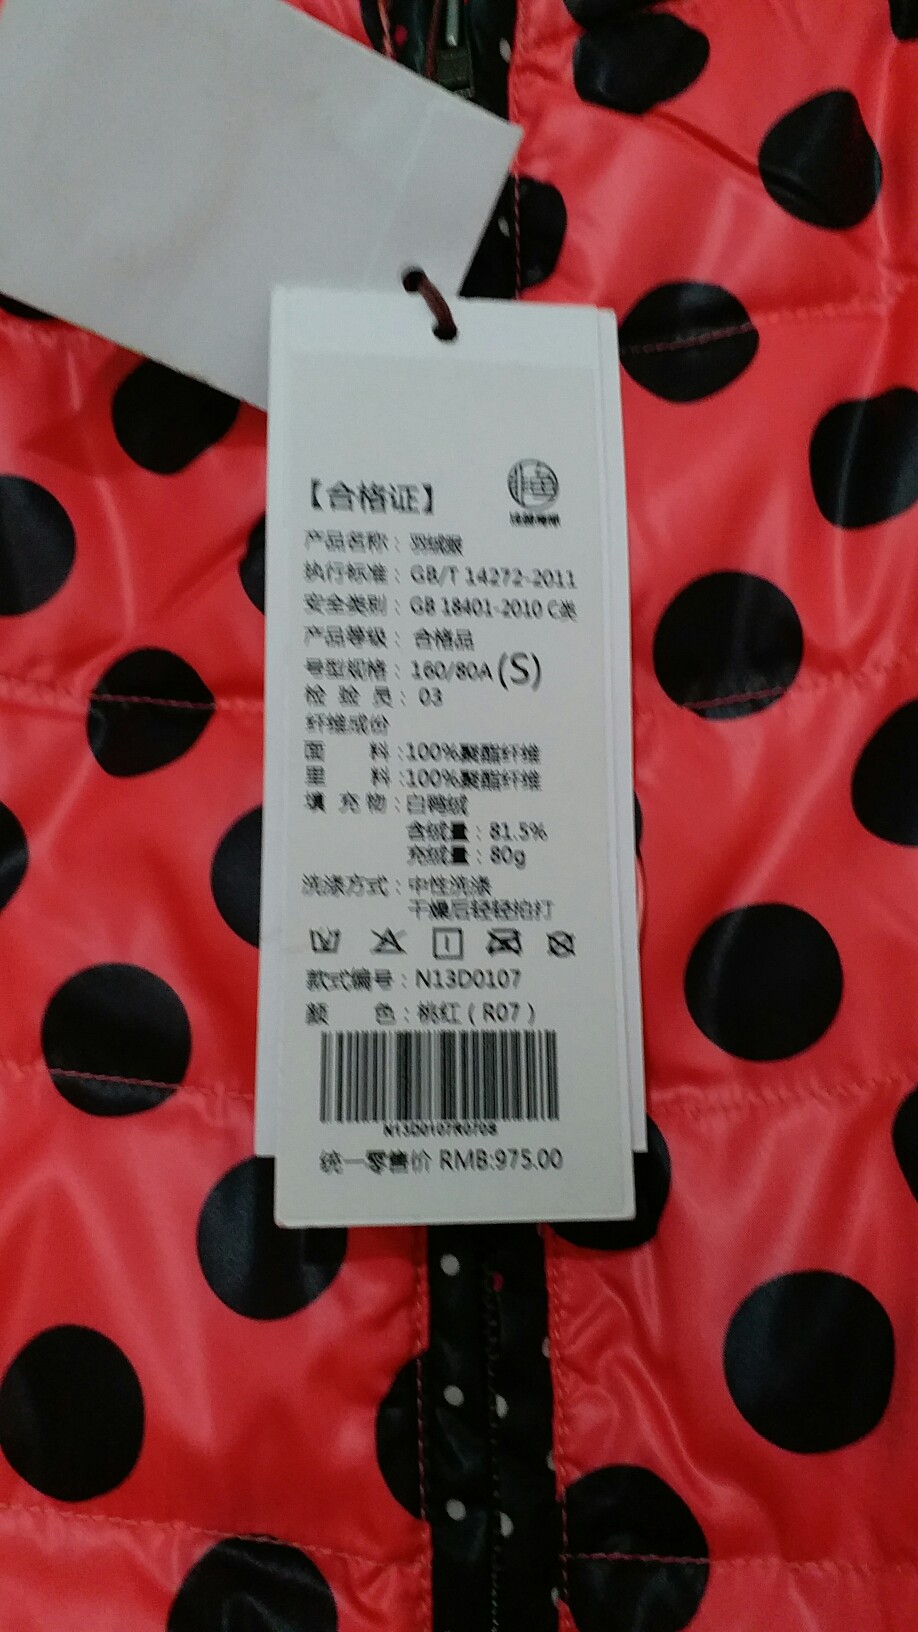 【合格证】
产品名称：羽绒服
执行标准：GB/T 14272-2011
安全类别：GB 18401-2010 C类
产品等级：合格品
号型规格：160/80A(S)
检 验 员：03
纤维成份
面 料：100%聚酯纤维
里 料：100%聚酯纤维
填 充 物：白鸭绒
含绒量：81.5%
充绒量：80g
洗涤方式：中性洗涤
干燥后轻轻拍打
款式编号：N13D0107
颜 色：桃红（R07）
N13D0107R070S
统一零售价 RMB:975.00